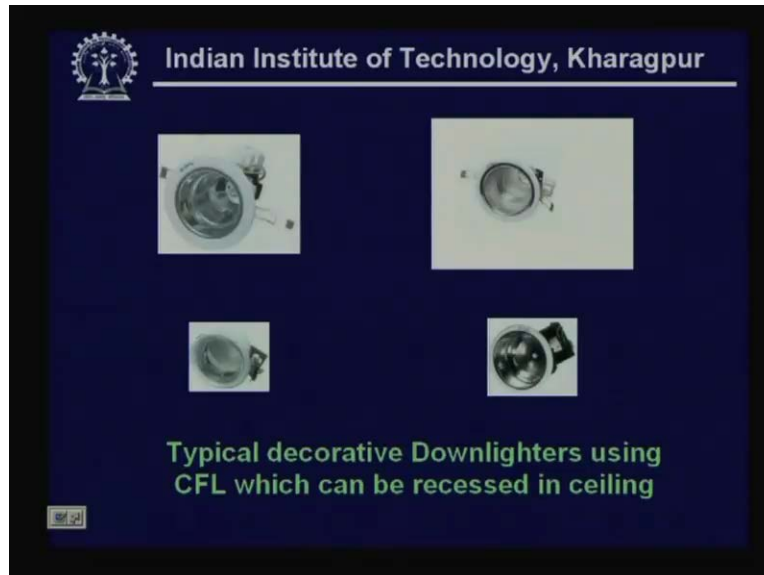 Indian Institute of Technology, Kharagpur
Typical decorative Downlighters using
CFL which can be recessed in ceiling